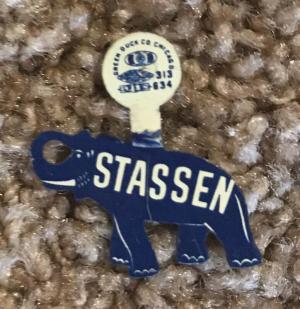 GREEN DUCK CO. CHICAGO
313
634
STASSEN